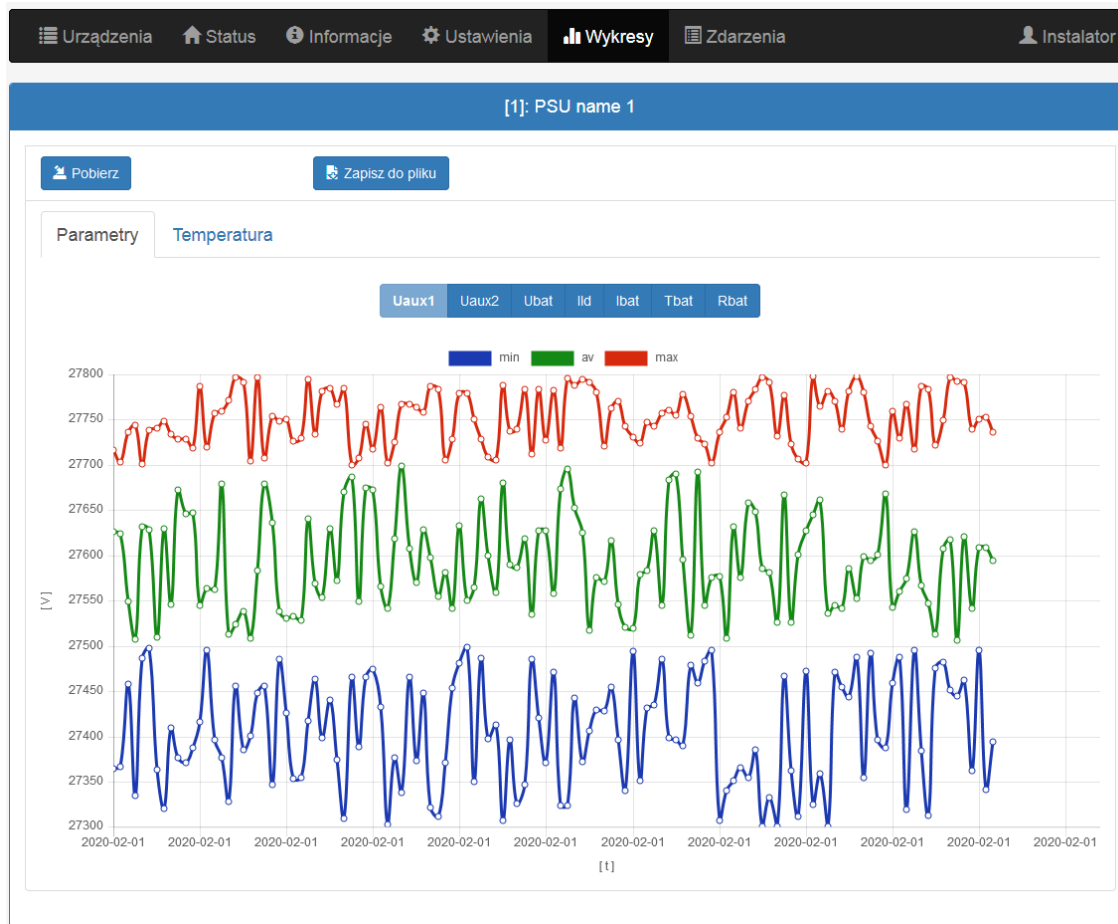 Urządzenia Status Informacje Ustawienia Wykresy Zdarzenia Instalator
[1]: PSU name 1
Pobierz Zapisz do pliku
Parametry Temperatura
Uaux1 Uaux2 Ubat Ild Ibat Tbat Rbat
min av max
27800
27750
27700
27650
27600
27550
27500
27450
27400
27350
27300
[V]
2020-02-01 2020-02-01 2020-02-01 2020-02-01 2020-02-01 2020-02-01 2020-02-01 2020-02-01 2020-02-01 2020-02-01 2020-02-01 2020-02-01
[t]